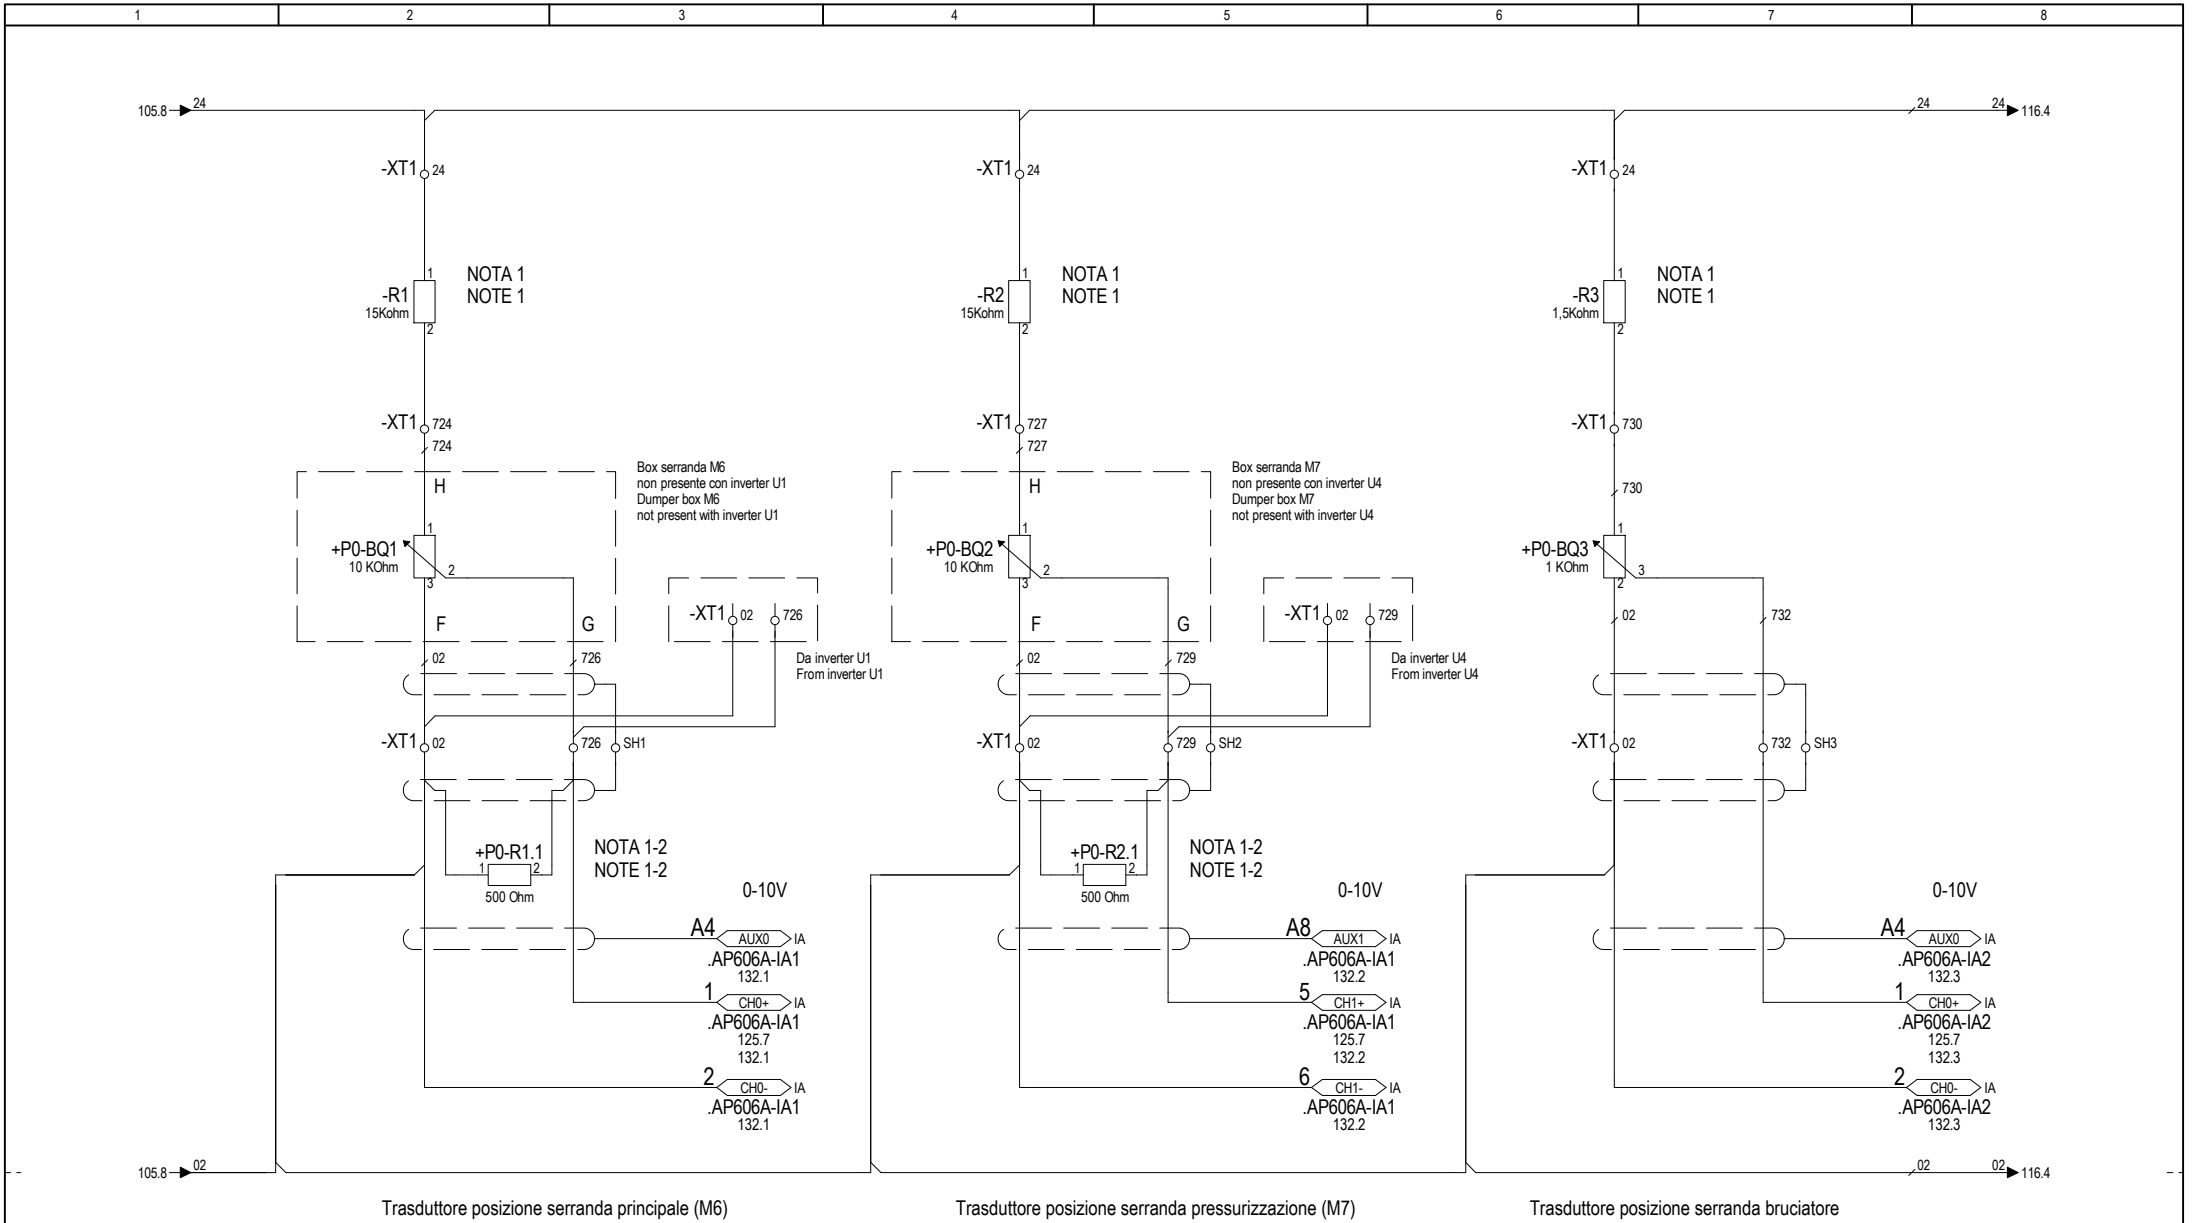 1 2 3 4 5 6 7 8
105.8 24 24 24 116.4
-XT1 24 -XT1 24 -XT1 24
1 NOTA 1 1 NOTA 1 1 NOTA 1
-R1 NOTE 1 -R2 NOTE 1 -R3 NOTE 1
15Kohm 15Kohm 1,5Kohm
2 2 2
-XT1 724 -XT1 727 -XT1 730
724 727 730
Box serranda M6
non presente con inverter U1
Dumper box M6
not present with inverter U1
Box serranda M7
non presente con inverter U4
Dumper box M7
not present with inverter U4
H H
1 1 1
+P0-BQ1 +P0-BQ2 +P0-BQ3
10 KOhm 2 10 KOhm 2 1 KOhm 3
3 3 2
F G -XT1 02 726 F G -XT1 02 729 02 732
02 726 02 729
Da inverter U1
From inverter U1
Da inverter U4
From inverter U4
-XT1 02 726 SH1 -XT1 02 729 SH2 -XT1 02 732 SH3
+P0-R1.1 NOTA 1-2 +P0-R2.1 NOTA 1-2
1 2 NOTE 1-2 1 2 NOTE 1-2
500 Ohm 500 Ohm
0-10V 0-10V 0-10V
A4 AUX0 IA A8 AUX1 IA A4 AUX0 IA
.AP606A-IA1 .AP606A-IA1 .AP606A-IA2
132.1 132.2 132.3
1 CH0+ IA 5 CH1+ IA 1 CH0+ IA
.AP606A-IA1 .AP606A-IA1 .AP606A-IA2
125.7 125.7 125.7
132.1 132.2 132.3
2 CH0- IA 6 CH1- IA 2 CH0- IA
.AP606A-IA1 .AP606A-IA1 .AP606A-IA2
132.1 132.2 132.3
105.8 02 02 02 116.4
Trasduttore posizione serranda principale (M6) Trasduttore posizione serranda pressurizzazione (M7) Trasduttore posizione serranda bruciatore